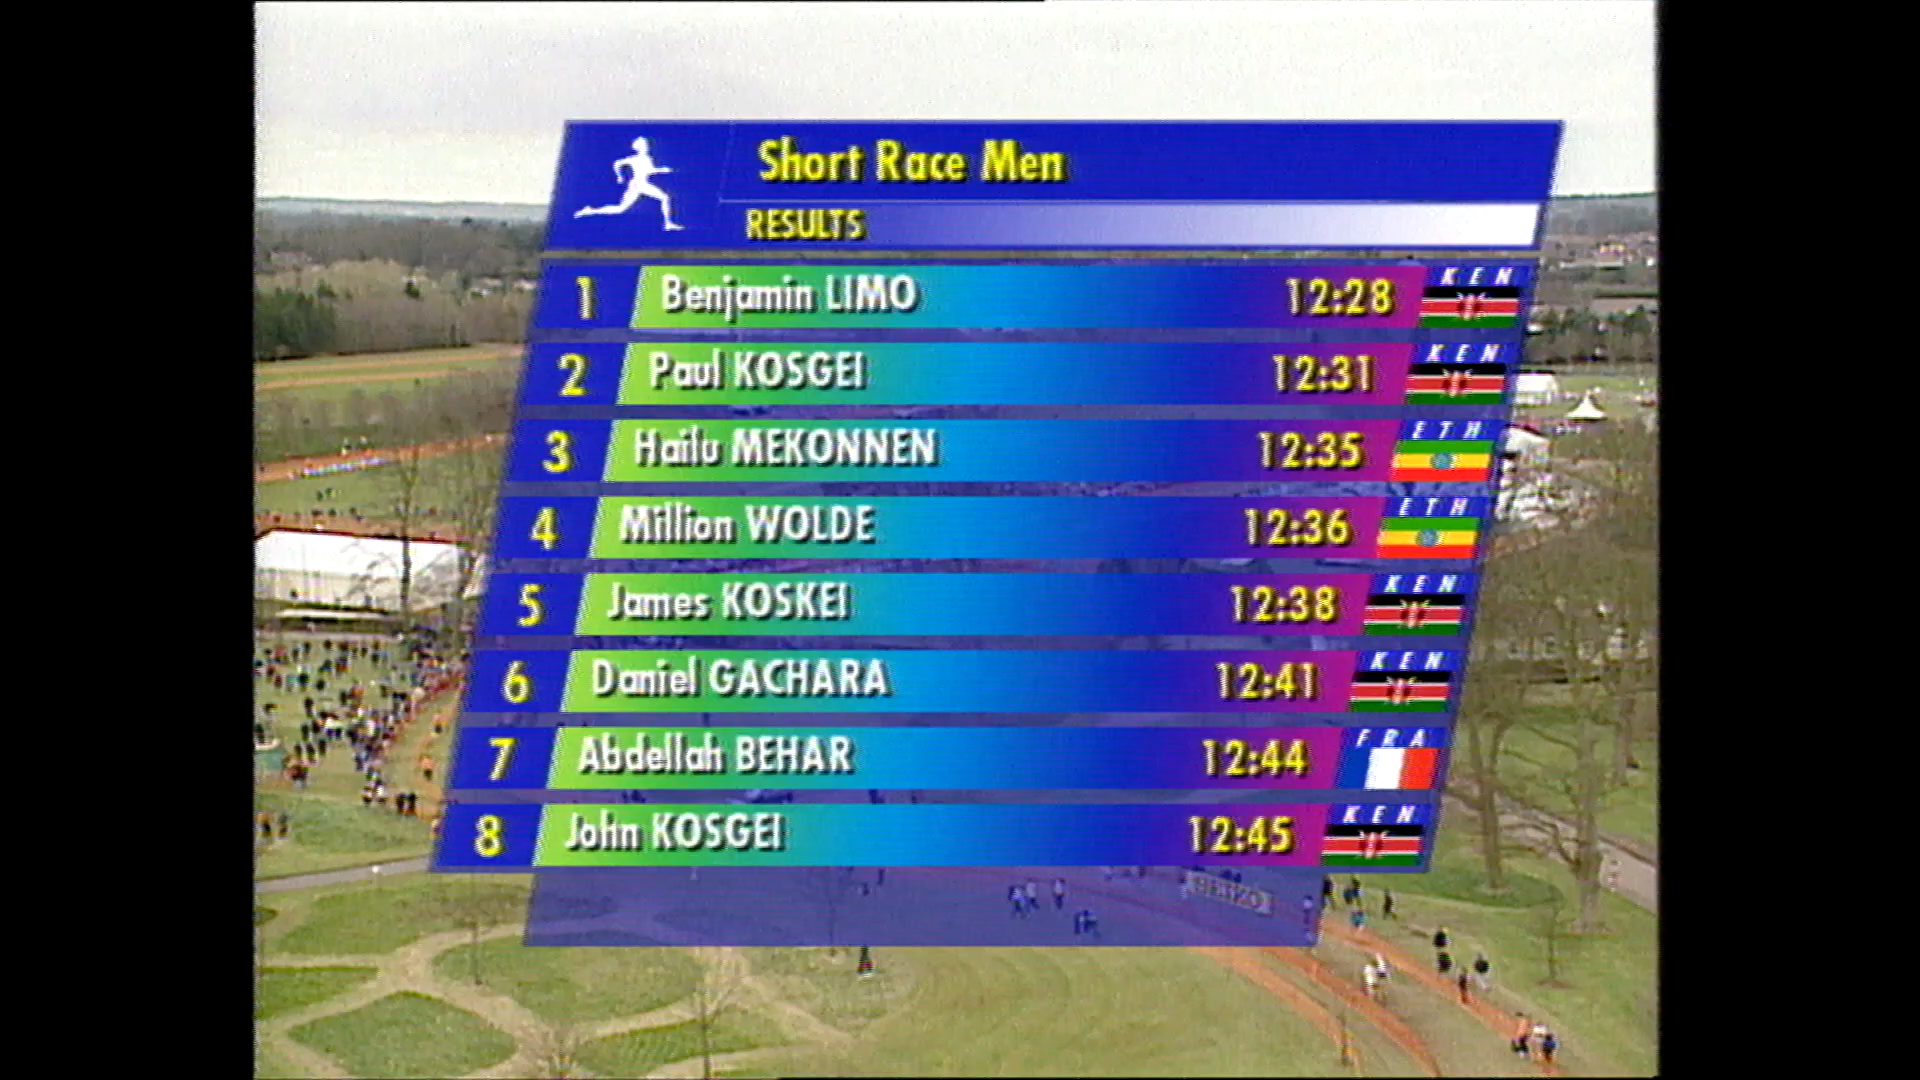 Short Race Men
RESULTS
1 Benjamin LIMO 12:28 KEN
2 Paul KOSGEI 12:31 KEN
3 Hailu MEKONNEN 12:35 ETH
4 Million WOLDE 12:36 ETH
5 James KOSKEI 12:38 KEN
6 Daniel GACHARA 12:41 KEN
7 Abdellah BEHAR 12:44 FRA
8 John KOSGEI 12:45 KEN
SEIKO